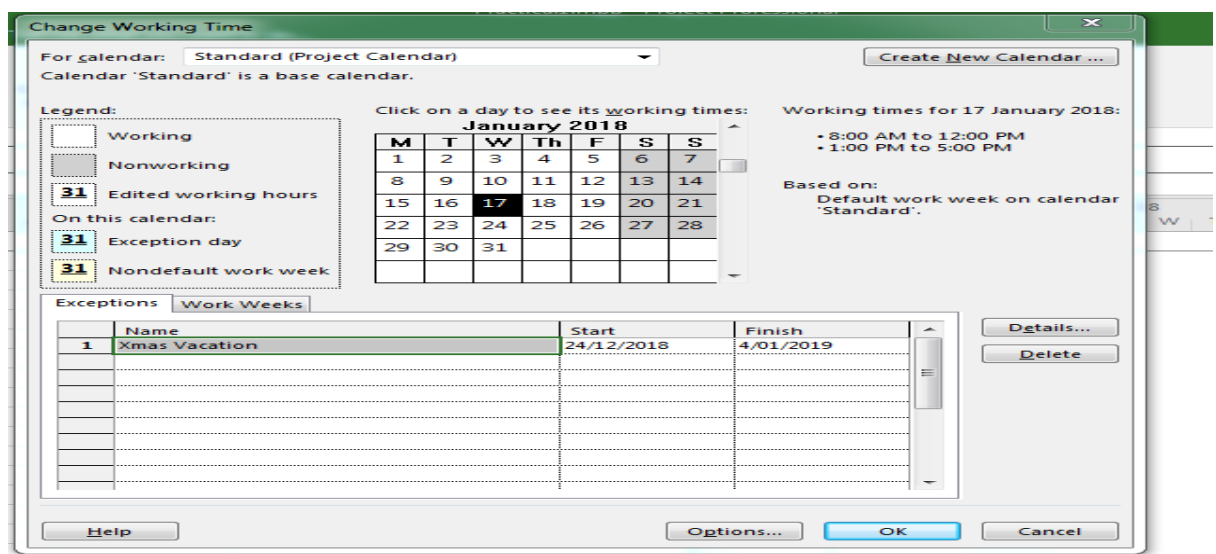 Change Working Time
For calendar: Standard (Project Calendar)
Create New Calendar ...
Calendar 'Standard' is a base calendar.
Legend:
Working
Nonworking
31 Edited working hours
On this calendar:
31 Exception day
31 Nondefault work week
Click on a day to see its working times:
January 2018
M T W Th F S S
1 2 3 4 5 6 7
8 9 10 11 12 13 14
15 16 17 18 19 20 21
22 23 24 25 26 27 28
29 30 31
Working times for 17 January 2018:
• 8:00 AM to 12:00 PM
• 1:00 PM to 5:00 PM
Based on:
Default work week on calendar
'Standard'.
8
W T
Exceptions Work Weeks
Name Start Finish
1 Xmas Vacation 24/12/2018 4/01/2019
Details...
Delete
Help
Options...
OK
Cancel